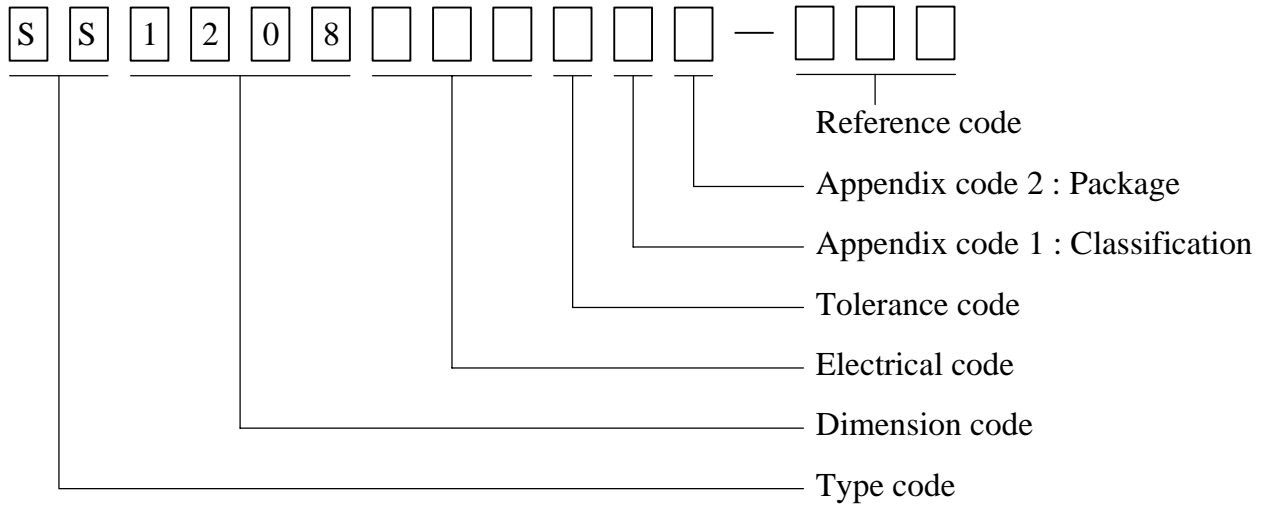 S S 1 2 0 8 —
Reference code
Appendix code 2 : Package
Appendix code 1 : Classification
Tolerance code
Electrical code
Dimension code
Type code